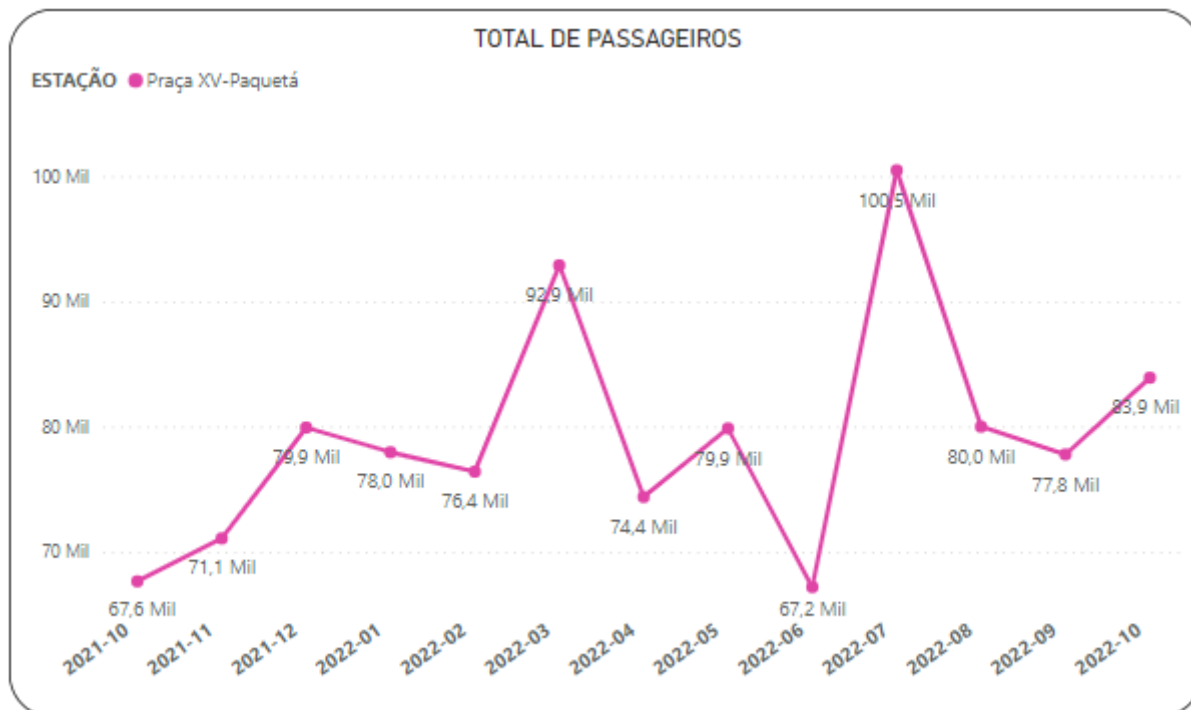 TOTAL DE PASSAGEIROS
ESTAÇÃO Praça XV-Paquetá
100 Mil
90 Mil
80 Mil
70 Mil
67,6 Mil
71,1 Mil
79,9 Mil
78,0 Mil
76,4 Mil
92,9 Mil
74,4 Mil
79,9 Mil
67,2 Mil
100,5 Mil
80,0 Mil
77,8 Mil
83,9 Mil
2021-10
2021-11
2021-12
2022-01
2022-02
2022-03
2022-04
2022-05
2022-06
2022-07
2022-08
2022-09
2022-10